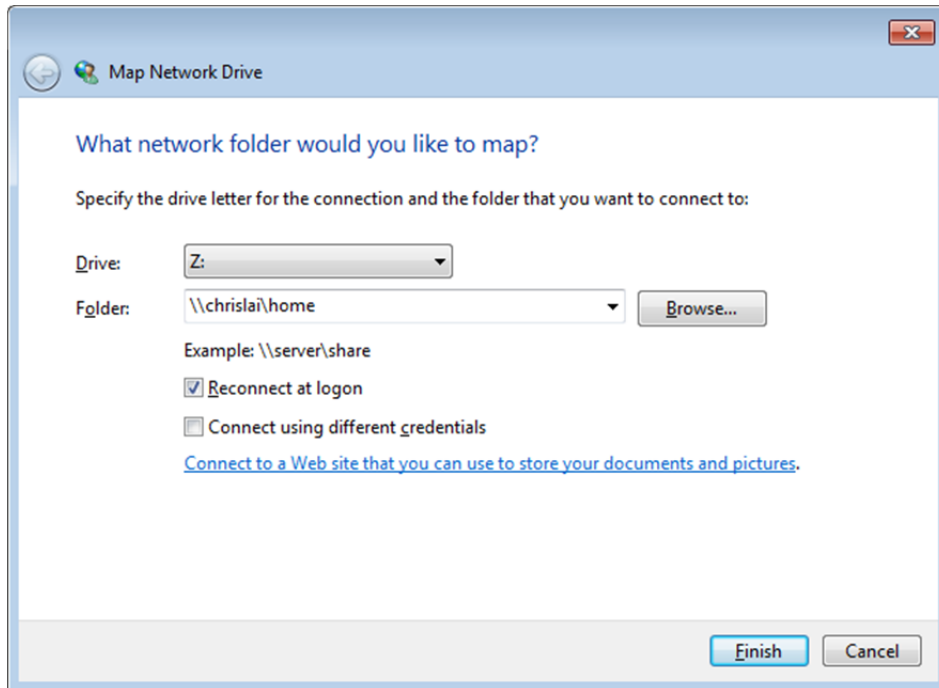 Map Network Drive
What network folder would you like to map?
Specify the drive letter for the connection and the folder that you want to connect to:
Drive: Z:
Folder: \\chrislai\home Browse...
Example: \\server\share
Reconnect at logon
Connect using different credentials
Connect to a Web site that you can use to store your documents and pictures.
Finish Cancel